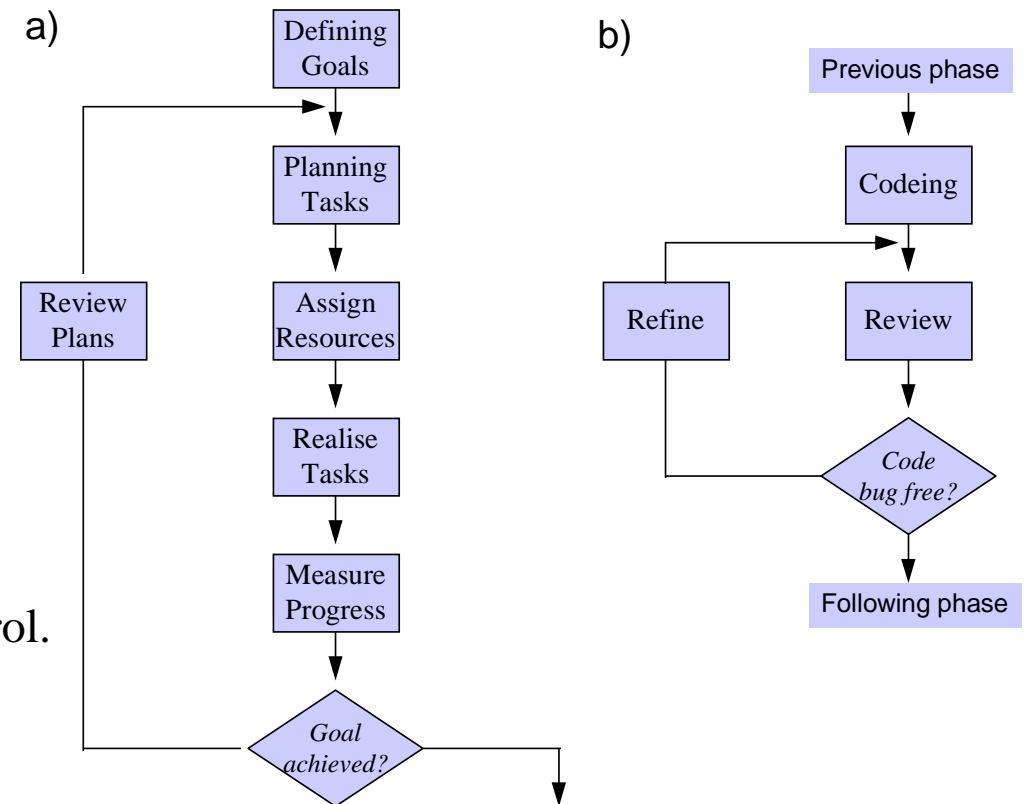 a)
Defining
Goals
Planning
Tasks
Review
Plans
Assign
Resources
Realise
Tasks
Measure
Progress
rol.
Goal
achieved?
b)
Previous phase
Codeing
Refine
Review
Code
bug free?
Following phase